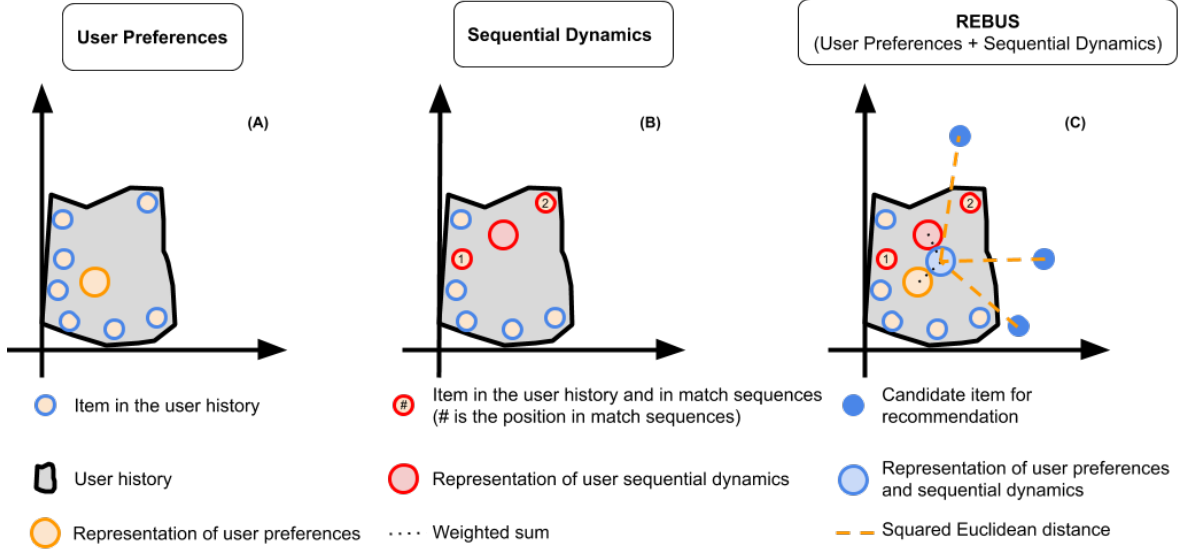 User Preferences
Sequential Dynamics
REBUS
(User Preferences + Sequential Dynamics)
(A)
(B)
(C)
2
1
2
1
Item in the user history
# Item in the user history and in match sequences
(# is the position in match sequences)
Candidate item for
recommendation
User history
Representation of user sequential dynamics
Representation of user preferences
and sequential dynamics
Representation of user preferences
Weighted sum
Squared Euclidean distance